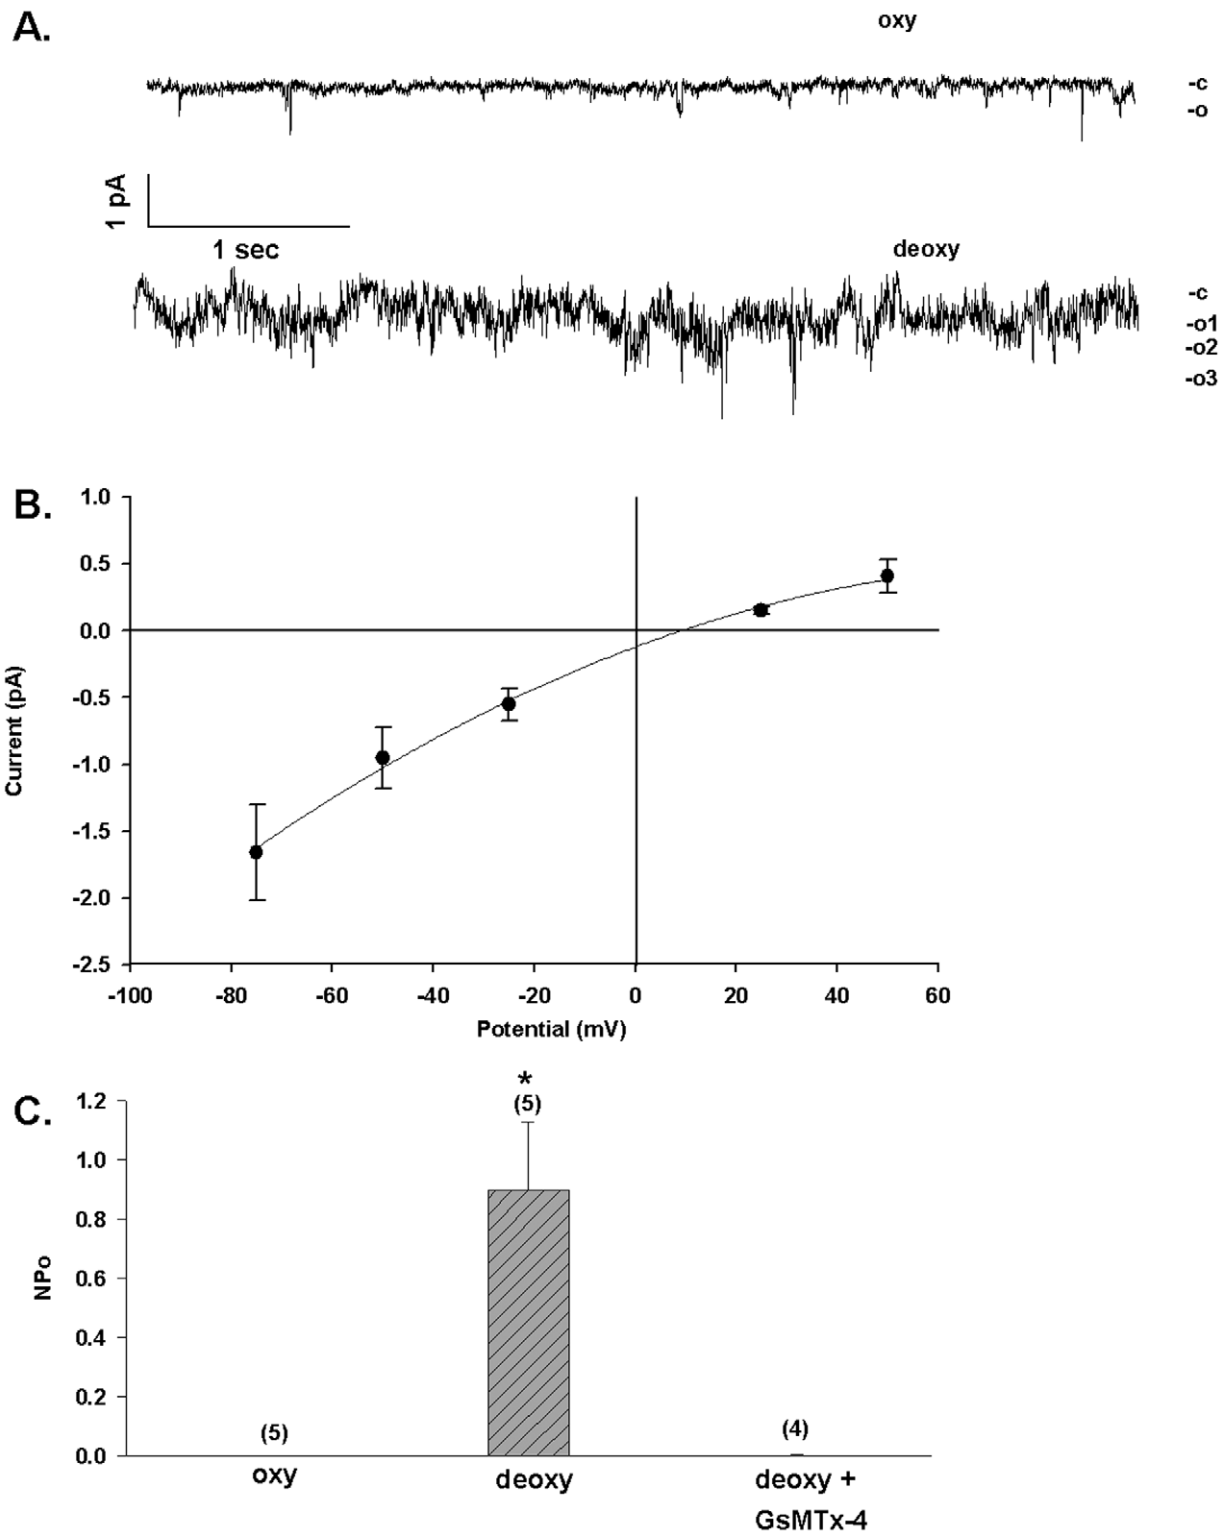 A.
oxy
-c
-o
1 pA
1 sec
deoxy
-c
-o1
-o2
-o3
B.
1.0
0.5
0.0
-0.5
-1.0
-1.5
-2.0
-2.5
Current (pA)
-100 -80 -60 -40 -20 0 20 40 60
Potential (mV)
C.
*
(5)
1.2
1.0
0.8
0.6
0.4
0.2
0.0
NPo
(5)
(4)
oxy deoxy deoxy +
GsMTx-4